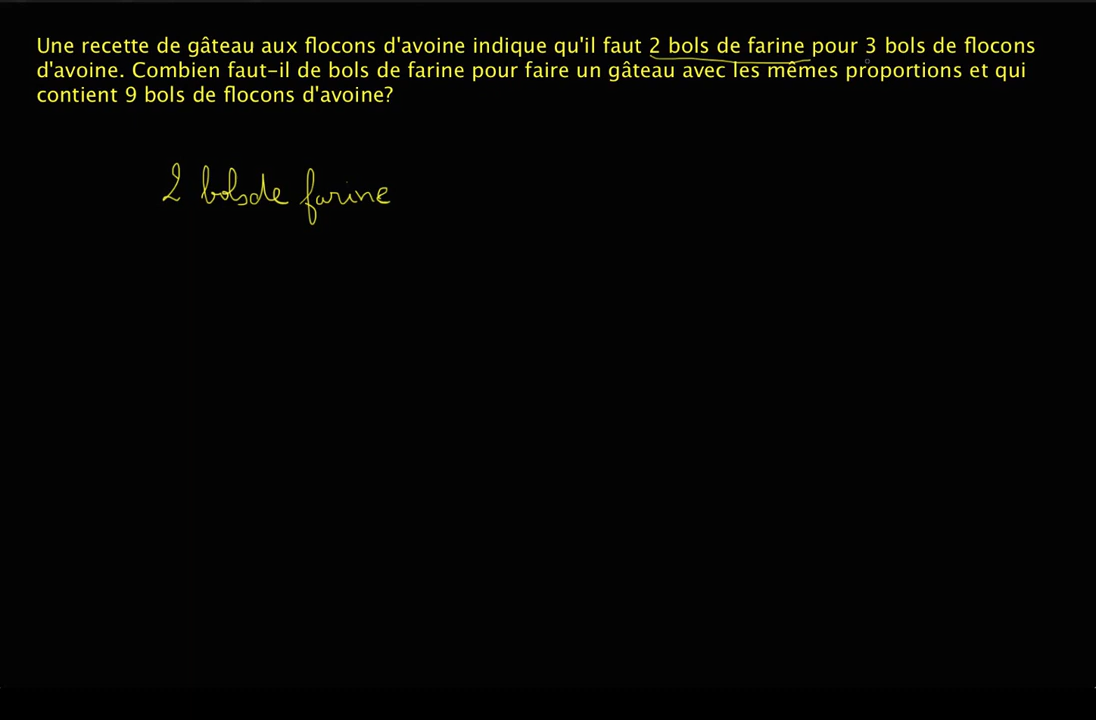 Une recette de gâteau aux flocons d'avoine indique qu'il faut 2 bols de farine pour 3 bols de flocons
d'avoine. Combien faut-il de bols de farine pour faire un gâteau avec les mêmes proportions et qui
contient 9 bols de flocons d'avoine?
2 bols de farine